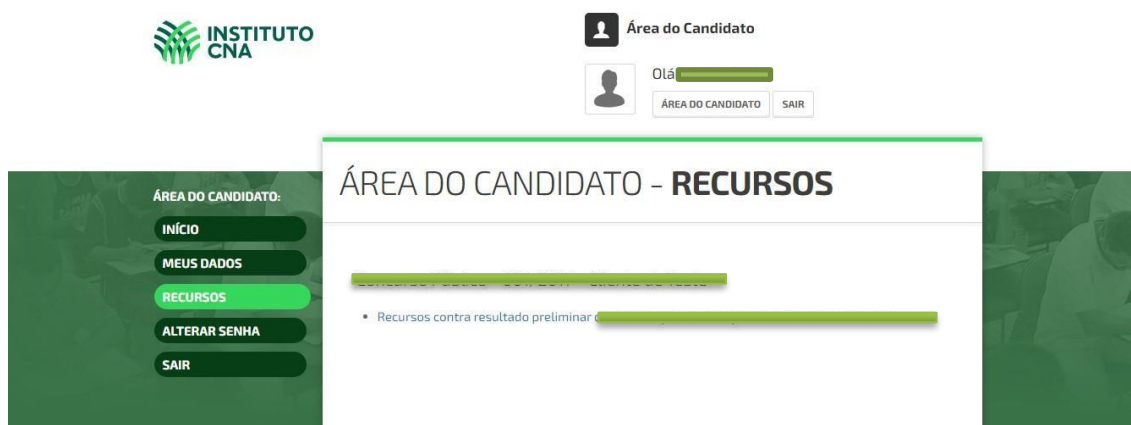 INSTITUTO
CNA
Área do Candidato
Olá
ÁREA DO CANDIDATO SAIR
ÁREA DO CANDIDATO:
INÍCIO
MEUS DADOS
RECURSOS
ALTERAR SENHA
SAIR
ÁREA DO CANDIDATO - RECURSOS
Recursos contra resultado preliminar